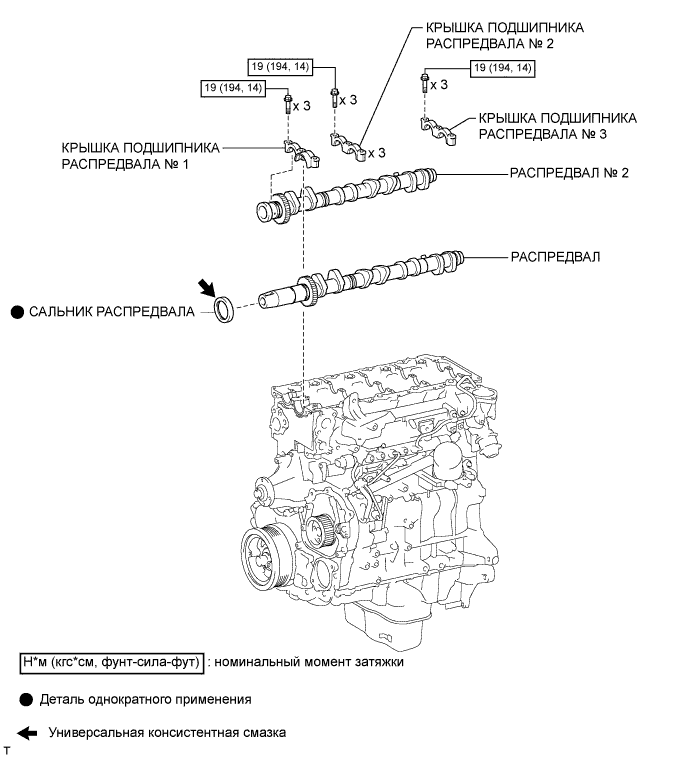 КРЫШКА ПОДШИПНИКА
РАСПРЕДВАЛА № 2
19 (194, 14)
19 (194, 14)
19 (194, 14)
x 3
x 3
x 3
КРЫШКА ПОДШИПНИКА
РАСПРЕДВАЛА № 3
КРЫШКА ПОДШИПНИКА
РАСПРЕДВАЛА № 1
x 3
РАСПРЕДВАЛ № 2
РАСПРЕДВАЛ
САЛЬНИК РАСПРЕДВАЛА
Н*м (кгс*см, фунт-сила-фут) : номинальный момент затяжки
Деталь однократного применения
Универсальная консистентная смазка
T